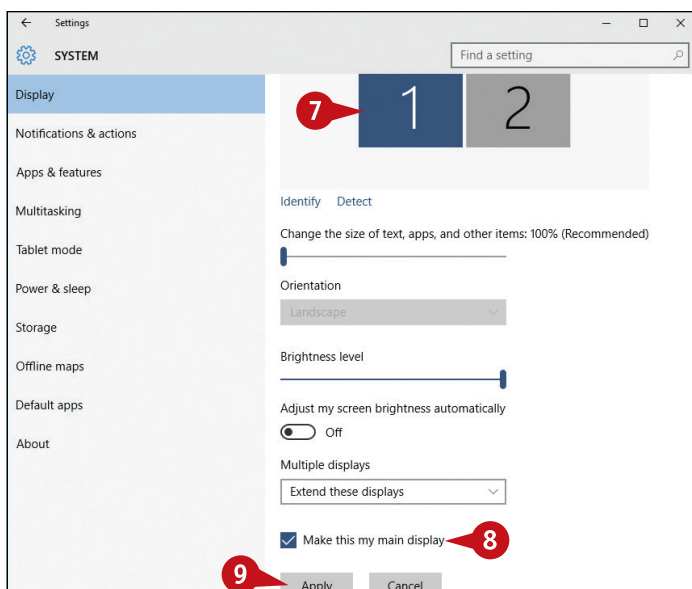 Settings
SYSTEM
Find a setting
Display
Notifications & actions
Apps & features
Multitasking
Tablet mode
Power & sleep
Storage
Offline maps
Default apps
About
7
1
2
Identify Detect
Change the size of text, apps, and other items: 100% (Recommended)
Orientation
Landscape
Brightness level
Adjust my screen brightness automatically
Off
Multiple displays
Extend these displays
Make this my main display
8
9
Apply Cancel